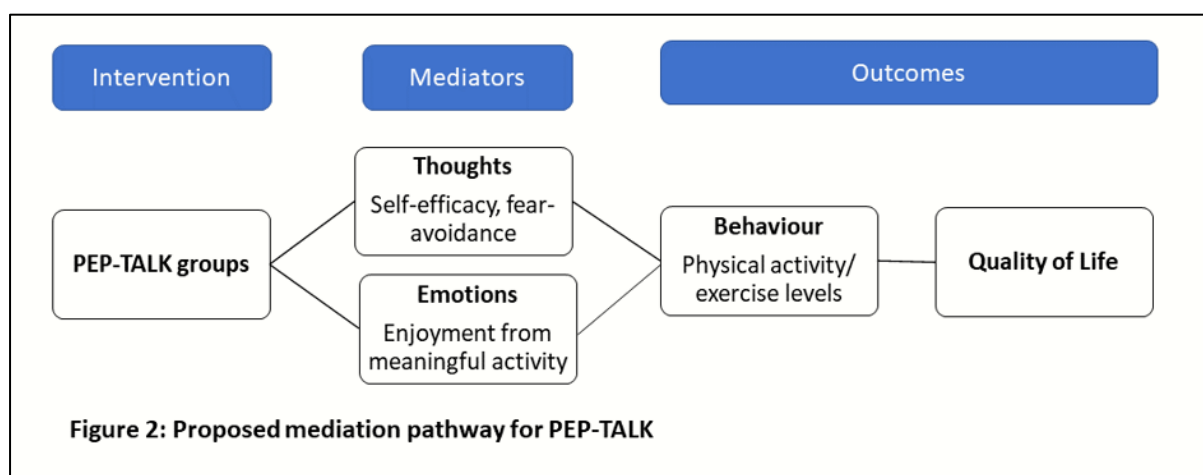 Intervention
Mediators
Outcomes
PEP-TALK groups
Thoughts
Self-efficacy, fear-
avoidance
Emotions
Enjoyment from
meaningful activity
Behaviour
Physical activity/
exercise levels
Quality of Life
Figure 2: Proposed mediation pathway for PEP-TALK